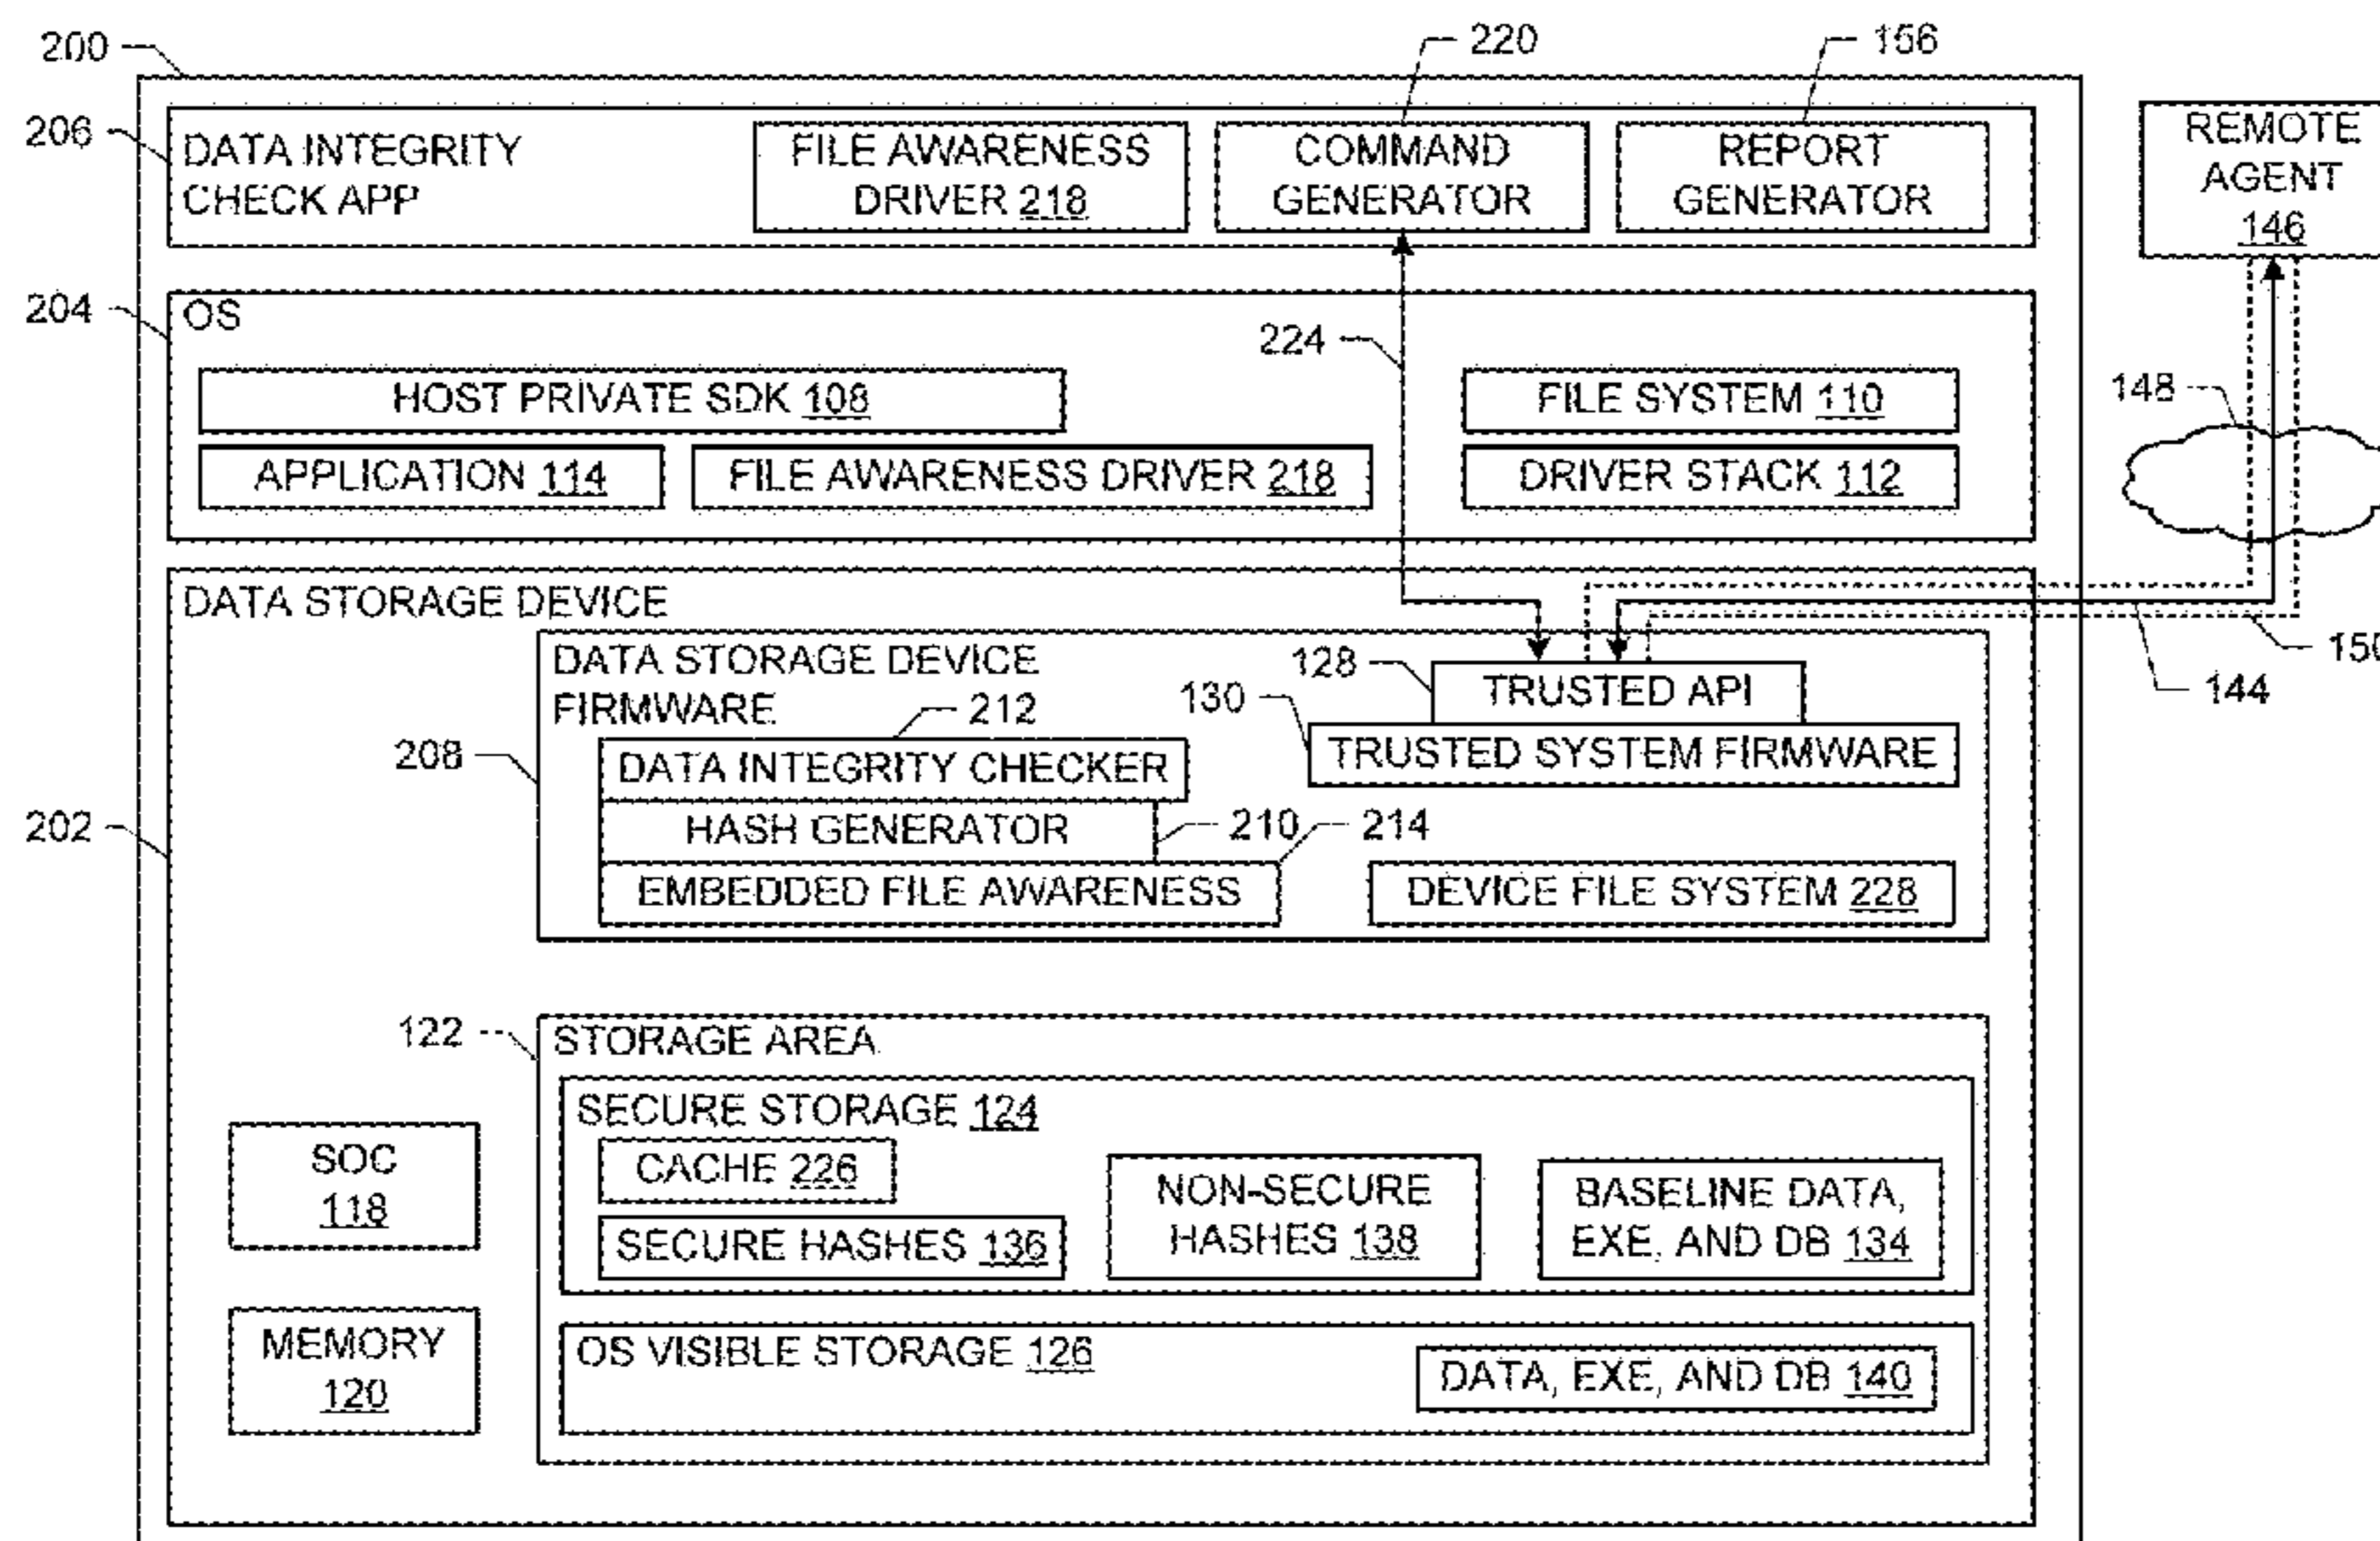 200
220
156
206
DATA INTEGRITY
CHECK APP
FILE AWARENESS
DRIVER 218
COMMAND
GENERATOR
REPORT
GENERATOR
REMOTE
AGENT
146
204
OS
224
HOST PRIVATE SDK 108
FILE SYSTEM 110
148
APPLICATION 114
FILE AWARENESS DRIVER 218
DRIVER STACK 112
DATA STORAGE DEVICE
DATA STORAGE DEVICE
FIRMWARE
128
TRUSTED API
150
144
130
TRUSTED SYSTEM FIRMWARE
212
208
DATA INTEGRITY CHECKER
202
HASH GENERATOR
210
214
EMBEDDED FILE AWARENESS
DEVICE FILE SYSTEM 228
122
STORAGE AREA
SECURE STORAGE 124
SOC
118
CACHE 226
SECURE HASHES 136
NON-SECURE
HASHES 138
BASELINE DATA,
EXE, AND DB 134
MEMORY
120
OS VISIBLE STORAGE 126
DATA, EXE, AND DB 140